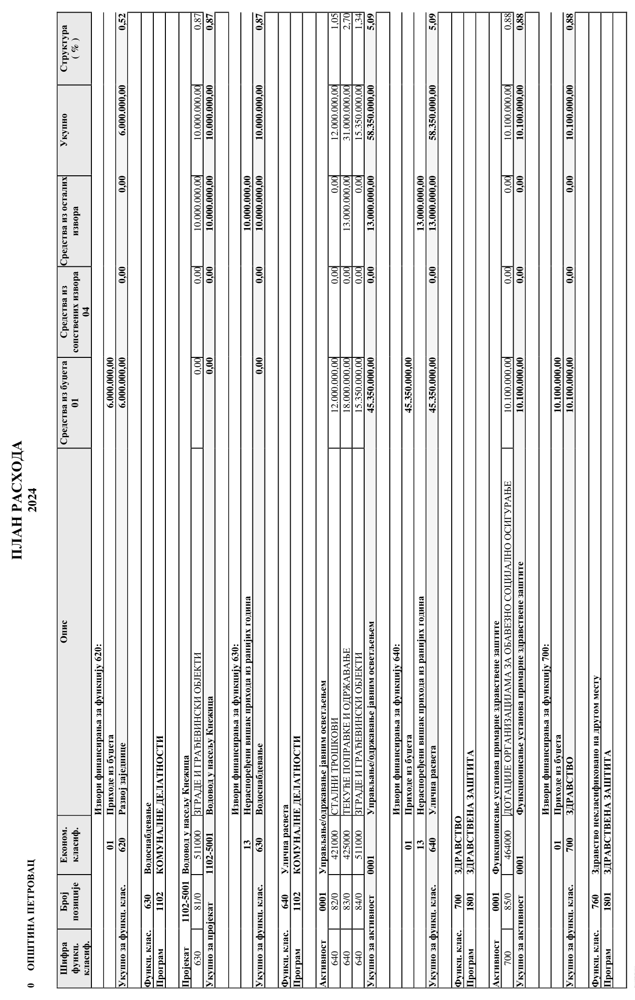 ПЛАН РАСХОДА
2024
0 ОПШТИНА ПЕТРОВАЦ
Шифра функц. класиф. Број позиције Економ. класиф. Опис Средства из буџета 01 Средства из сопствених извора 04 Средства из осталих извора Укупно Структура ( % )
Извори финансирања за функцију 620:
01 Приходе из буџета 6.000.000,00
Укупно за функц. клас. 620 Развој заједнице 6.000.000,00 0,00 0,00 6.000.000,00 0,52
Функц. клас. 630 Водоснабдевање
Програм 1102 КОМУНАЛНЕ ДЕЛАТНОСТИ
Пројекат 1102-5001 Водовод у насељу Кнежица
630 81/0 511000 ЗГРАДЕ И ГРАЂЕВИНСКИ ОБЈЕКТИ 0,00 0,00 10.000.000,00 10.000.000,00 0,87
Укупно за пројекат 1102-5001 Водовод у насељу Кнежица 0,00 0,00 10.000.000,00 10.000.000,00 0,87
Извори финансирања за функцију 630:
13 Нераспоређени вишак прихода из ранијих година 10.000.000,00
Укупно за функц. клас. 630 Водоснабдевање 0,00 0,00 10.000.000,00 10.000.000,00 0,87
Функц. клас. 640 Улична расвета
Програм 1102 КОМУНАЛНЕ ДЕЛАТНОСТИ
Активност 0001 Управљање/одржавање јавним осветљењем
640 82/0 421000 СТАЛНИ ТРОШКОВИ 12.000.000,00 0,00 0,00 12.000.000,00 1,05
640 83/0 425000 ТЕКУЋЕ ПОПРАВКЕ И ОДРЖАВАЊЕ 18.000.000,00 0,00 13.000.000,00 31.000.000,00 2,70
640 84/0 511000 ЗГРАДЕ И ГРАЂЕВИНСКИ ОБЈЕКТИ 15.350.000,00 0,00 0,00 15.350.000,00 1,34
Укупно за активност 0001 Управљање/одржавање јавним осветљењем 45.350.000,00 0,00 13.000.000,00 58.350.000,00 5,09
Извори финансирања за функцију 640:
01 Приходе из буџета 45.350.000,00
13 Нераспоређени вишак прихода из ранијих година 13.000.000,00
Укупно за функц. клас. 640 Улична расвета 45.350.000,00 0,00 13.000.000,00 58.350.000,00 5,09
Функц. клас. 700 ЗДРАВСТВО
Програм 1801 ЗДРАВСТВЕНА ЗАШТИТА
Активност 0001 Функционисање установа примарне здравствене заштите
700 85/0 464000 ДОТАЦИЈЕ ОРГАНИЗАЦИЈАМА ЗА ОБАВЕЗНО СОЦИЈАЛНО ОСИГУРАЊЕ 10.100.000,00 0,00 0,00 10.100.000,00 0,88
Укупно за активност 0001 Функционисање установа примарне здравствене заштите 10.100.000,00 0,00 0,00 10.100.000,00 0,88
Извори финансирања за функцију 700:
01 Приходе из буџета 10.100.000,00
Укупно за функц. клас. 700 ЗДРАВСТВО 10.100.000,00 0,00 0,00 10.100.000,00 0,88
Функц. клас. 760 Здравство некласификовано на другом месту
Програм 1801 ЗДРАВСТВЕНА ЗАШТИТА